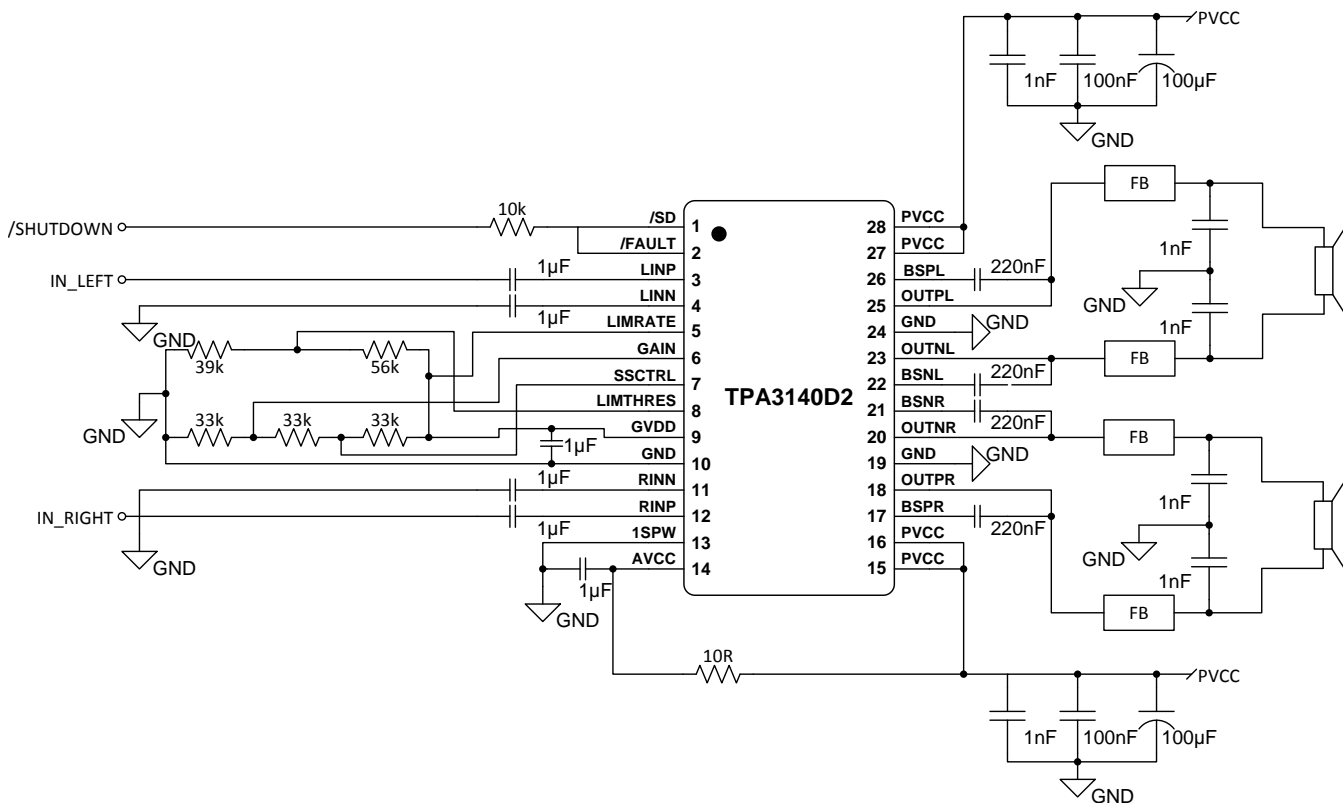 PVCC
1nF 100nF 100µF
GND
FB
/SHUTDOWN
10k
/SD 1
/FAULT 2
IN_LEFT
1µF
LINP 3
LINN 4
1µF
GND
LIMRATE 5
39k
56k
GAIN 6
SSCTRL 7
LIMTHRES 8
GND
33k 33k 33k
GVDD 9
1µF
GND 10
1µF
RINN 11
IN_RIGHT
RINP 12
1µF
GND
1SPW 13
AVCC 14
1µF
GND
TPA3140D2
28 PVCC
27 PVCC
26 BSPL
220nF
25 OUTPL
24 GND
GND
23 OUTNL
22 BSNL
220nF
21 BSNR
220nF
20 OUTNR
19 GND
GND
18 OUTPR
17 BSPR
220nF
16 PVCC
15 PVCC
1nF
GND
1nF
FB
FB
1nF
GND
1nF
FB
10R
PVCC
1nF 100nF 100µF
GND